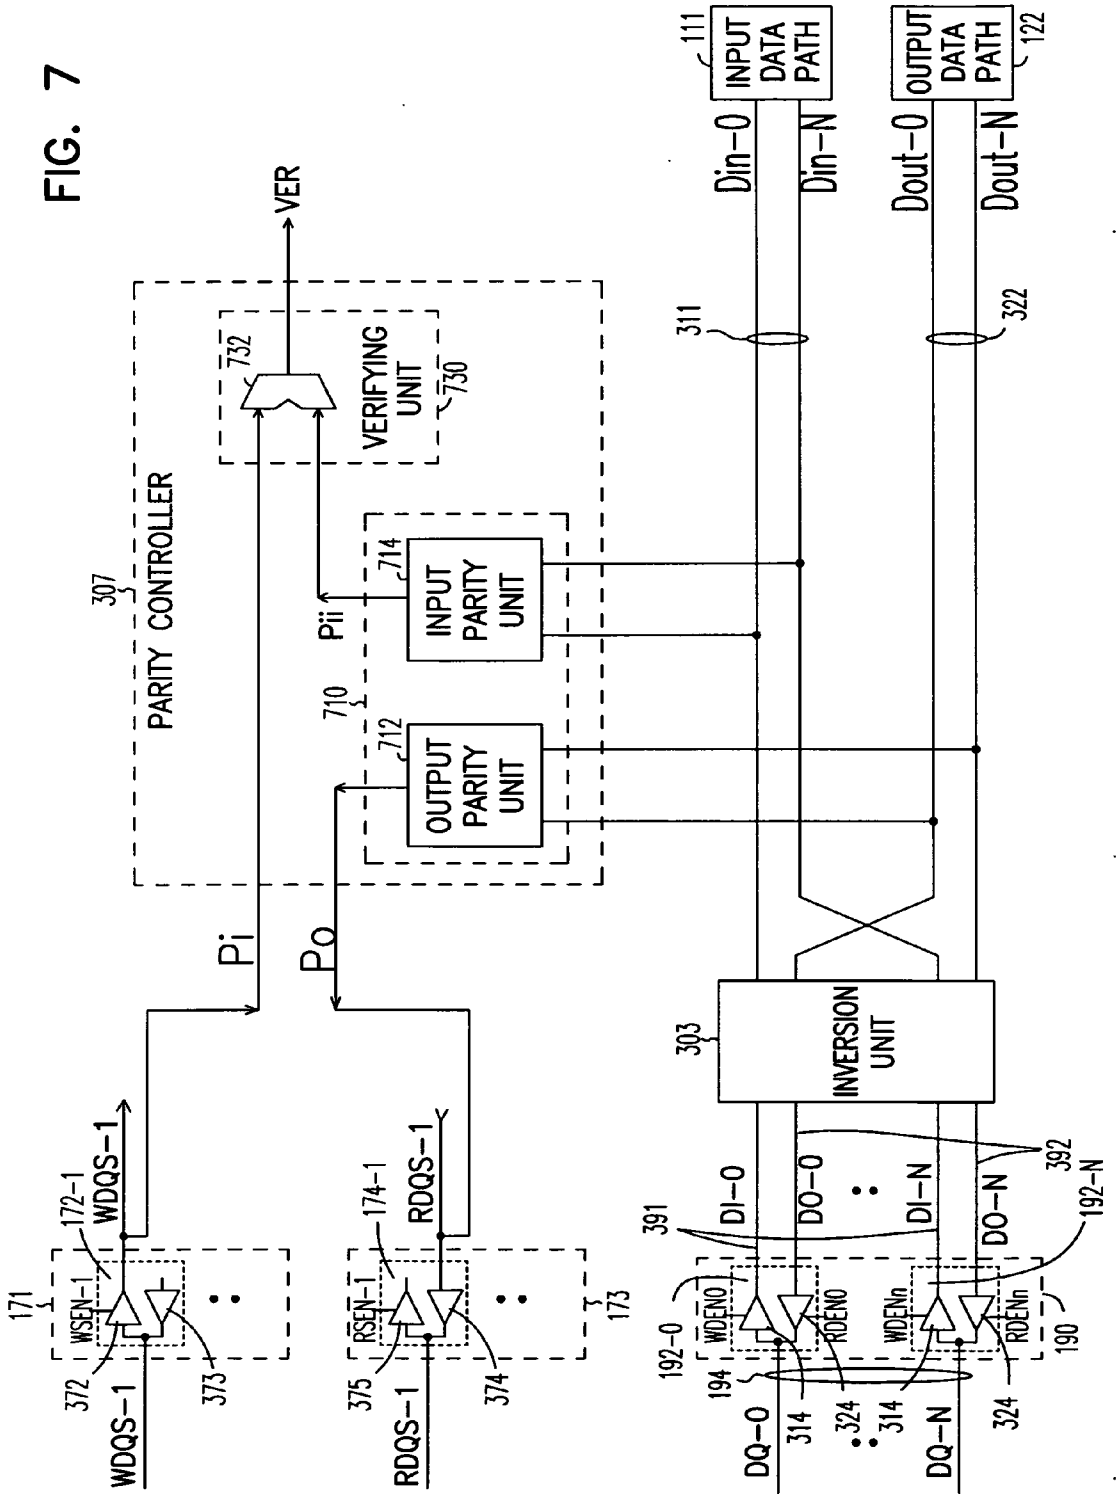 FIG. 7
307
PARITY CONTROLLER
171
WSEN-1
172-1
WDQS-1
372
373
WDQS-1
Pi
732
VER
VERIFYING
UNIT
730
173
RSEN-1
174-1
RDQS-1
375
374
RDQS-1
Po
Pii
710
712
OUTPUT
PARITY
UNIT
714
INPUT
PARITY
UNIT
192-0
WDEN0
RDEN0
194
DQ-0
314
324
314
324
DQ-N
WDENn
RDENn
190
192-N
391
DI-0
DO-0
DI-N
DO-N
392
303
INVERSION
UNIT
311
322
Din-0
Din-N
Dout-0
Dout-N
111
INPUT
DATA
PATH
122
OUTPUT
DATA
PATH